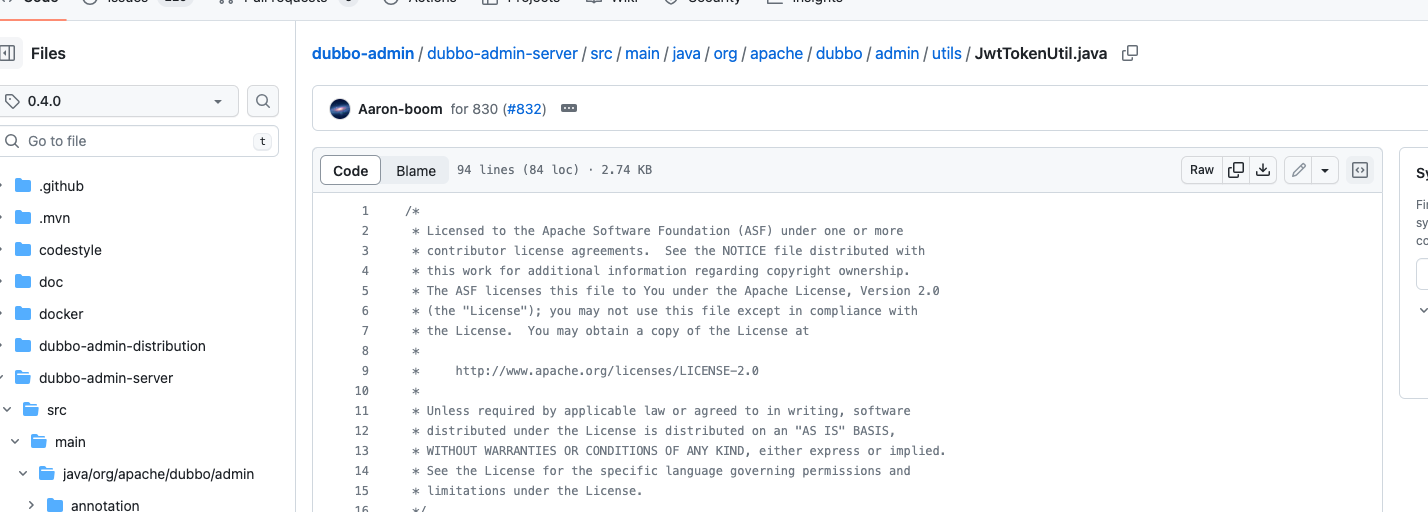 Code Issues Pull requests Actions Projects Wiki Security Insights
Files
dubbo-admin / dubbo-admin-server / src / main / java / org / apache / dubbo / admin / utils / JwtTokenUtil.java
0.4.0
Go to file
t
Aaron-boom for 830 (#832)
Code Blame 94 lines (84 loc) · 2.74 KB Raw
.github
.mvn
codestyle
doc
docker
dubbo-admin-distribution
dubbo-admin-server
src
main
java/org/apache/dubbo/admin
annotation
1 /*
2 * Licensed to the Apache Software Foundation (ASF) under one or more
3 * contributor license agreements.  See the NOTICE file distributed with
4 * this work for additional information regarding copyright ownership.
5 * The ASF licenses this file to You under the Apache License, Version 2.0
6 * (the "License"); you may not use this file except in compliance with
7 * the License.  You may obtain a copy of the License at
8 *
9 *     http://www.apache.org/licenses/LICENSE-2.0
10 *
11 * Unless required by applicable law or agreed to in writing, software
12 * distributed under the License is distributed on an "AS IS" BASIS,
13 * WITHOUT WARRANTIES OR CONDITIONS OF ANY KIND, either express or implied.
14 * See the License for the specific language governing permissions and
15 * limitations under the License.
16 */